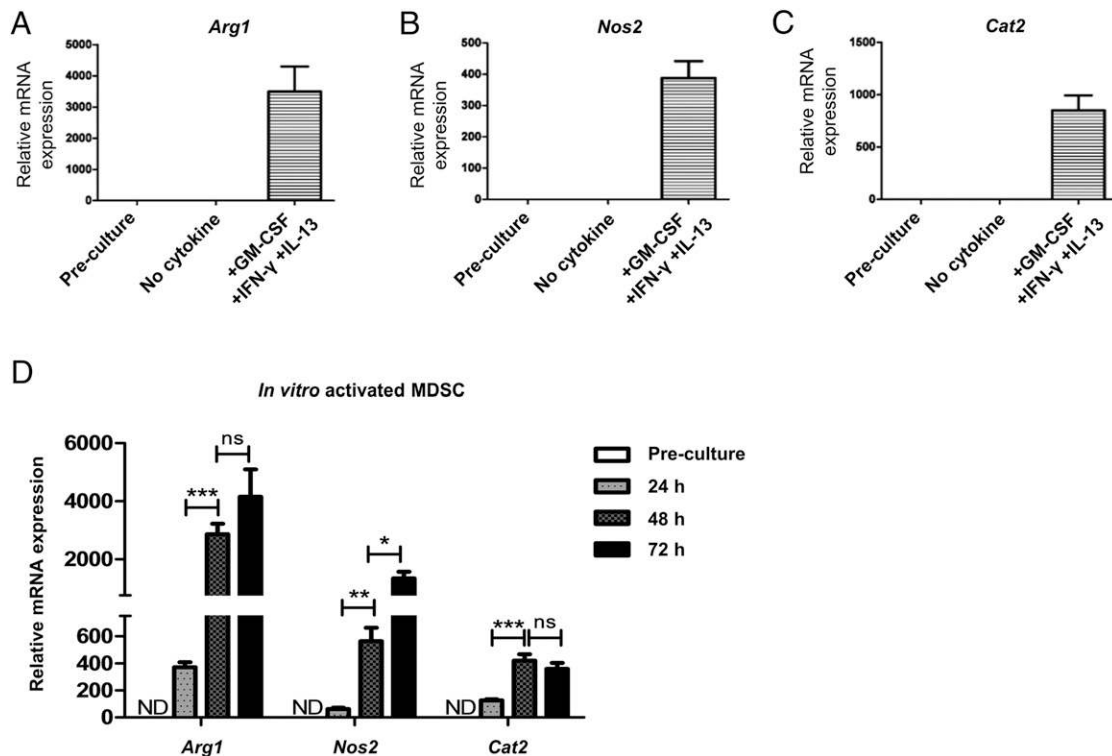 A
Arg1
Relative mRNA
expression
5000
4000
3000
2000
1000
0
Pre-culture
No cytokine
+GM-CSF
+IFN-γ +IL-13
B
Nos2
Relative mRNA
expression
500
400
300
200
100
0
Pre-culture
No cytokine
+GM-CSF
+IFN-γ +IL-13
C
Cat2
Relative mRNA
expression
1500
1000
500
0
Pre-culture
No cytokine
+GM-CSF
+IFN-γ +IL-13
D
In vitro activated MDSC
Relative mRNA expression
6000
4000
2000
600
400
200
0
ND
***
ns
ND
**
*
ND
***
ns
Arg1
Nos2
Cat2
Pre-culture
24 h
48 h
72 h